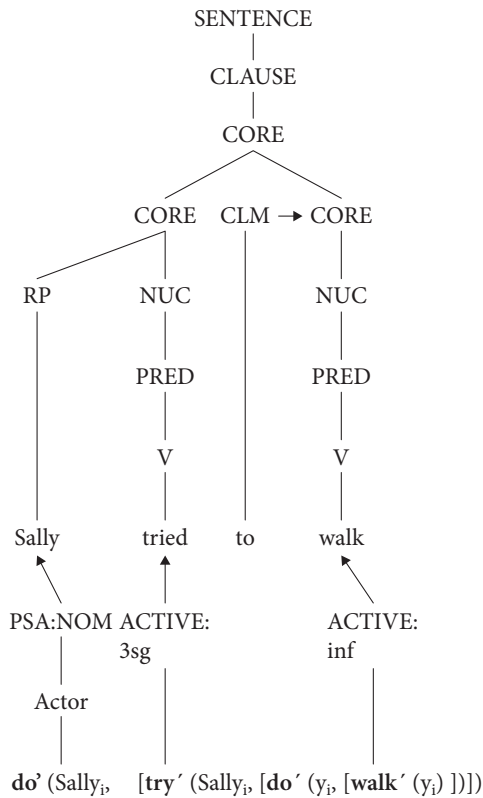 SENTENCE
CLAUSE
CORE
CORE CLM CORE
RP NUC NUC
PRED PRED
V V
Sally tried to walk
PSA:NOM ACTIVE: ACTIVE:
3sg inf
Actor
do’ (Sallyᵢ, [try´ (Sallyᵢ, [do´ (yᵢ, [walk´ (yᵢ) ])])